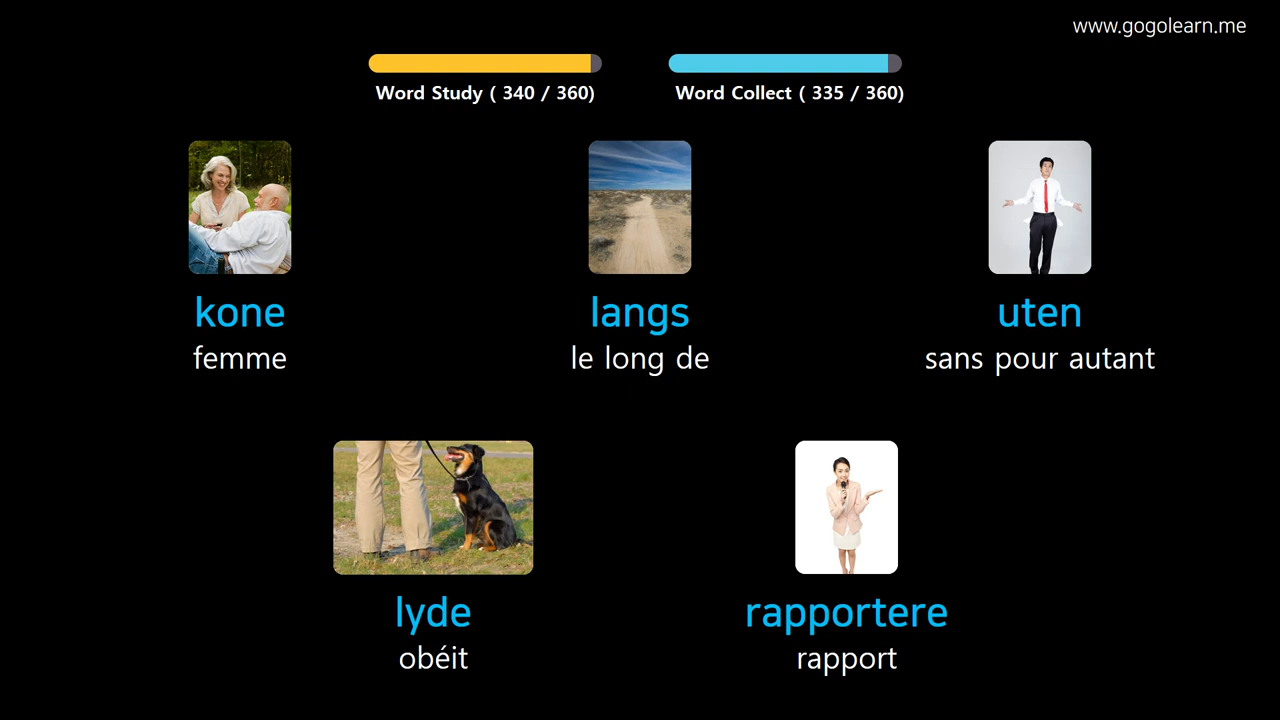 www.gogolearn.me
Word Study ( 340 / 360)
Word Collect ( 335 / 360)
kone
femme
langs
le long de
uten
sans pour autant
lyde
obéit
rapportere
rapport